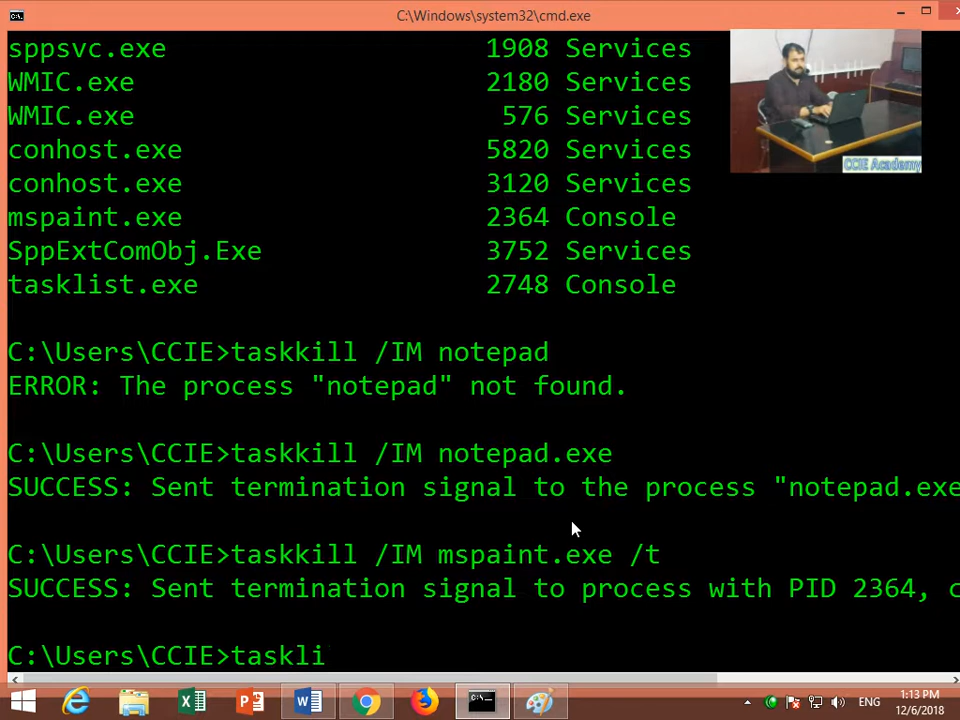 C:\Windows\system32\cmd.exe
sppsvc.exe 1908 Services
WMIC.exe 2180 Services
WMIC.exe 576 Services
conhost.exe 5820 Services
conhost.exe 3120 Services
mspaint.exe 2364 Console
SppExtComObj.Exe 3752 Services
tasklist.exe 2748 Console
CCIE Academy
C:\Users\CCIE>taskkill /IM notepad
ERROR: The process "notepad" not found.
C:\Users\CCIE>taskkill /IM notepad.exe
SUCCESS: Sent termination signal to the process "notepad.exe
C:\Users\CCIE>taskkill /IM mspaint.exe /t
SUCCESS: Sent termination signal to process with PID 2364, c
C:\Users\CCIE>taskli
ENG
1:13 PM
12/6/2018